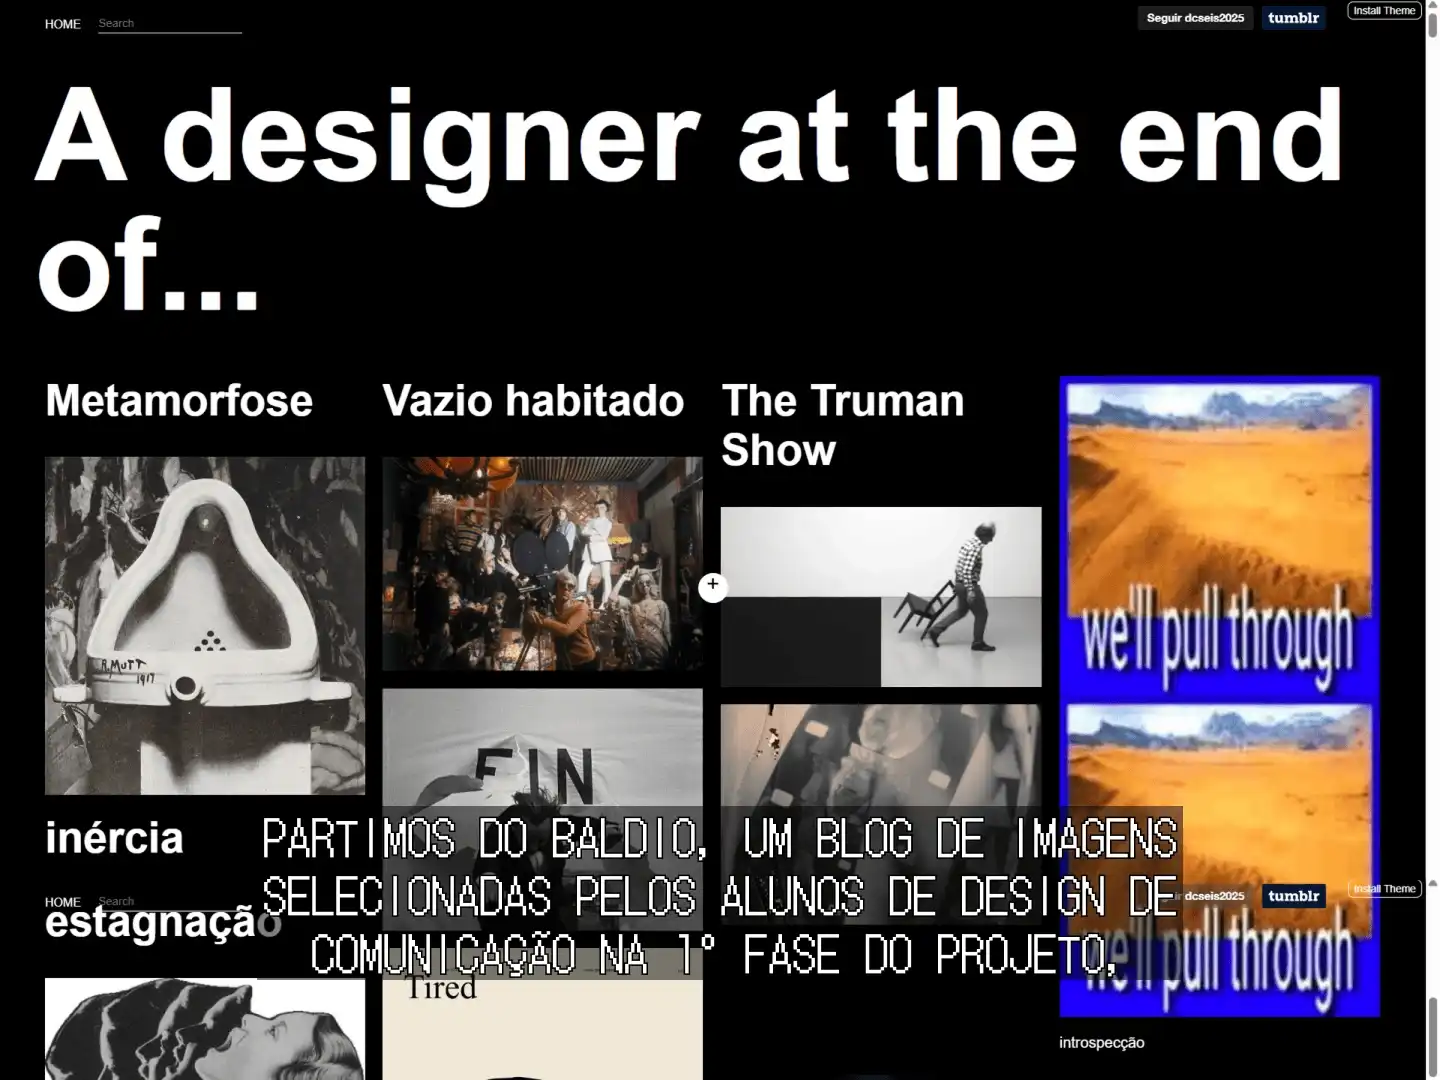 HOME
Search
Seguir dcseis2025
tumblr
Install Theme
A designer at the end
of...
Metamorfose
Vazio habitado
The Truman
Show
R.MUTT
1917
we'll pull through
FIN
inércia
PARTIMOS DO BALDIO, UM BLOG DE IMAGENS
SELECIONADAS PELOS ALUNOS DE DESIGN DE
COMUNICAÇÃO NA 1º FASE DO PROJETO,
HOME
Search
dcseis2025
tumblr
Install Theme
estagnação
we'll pull through
Tired
introspecção